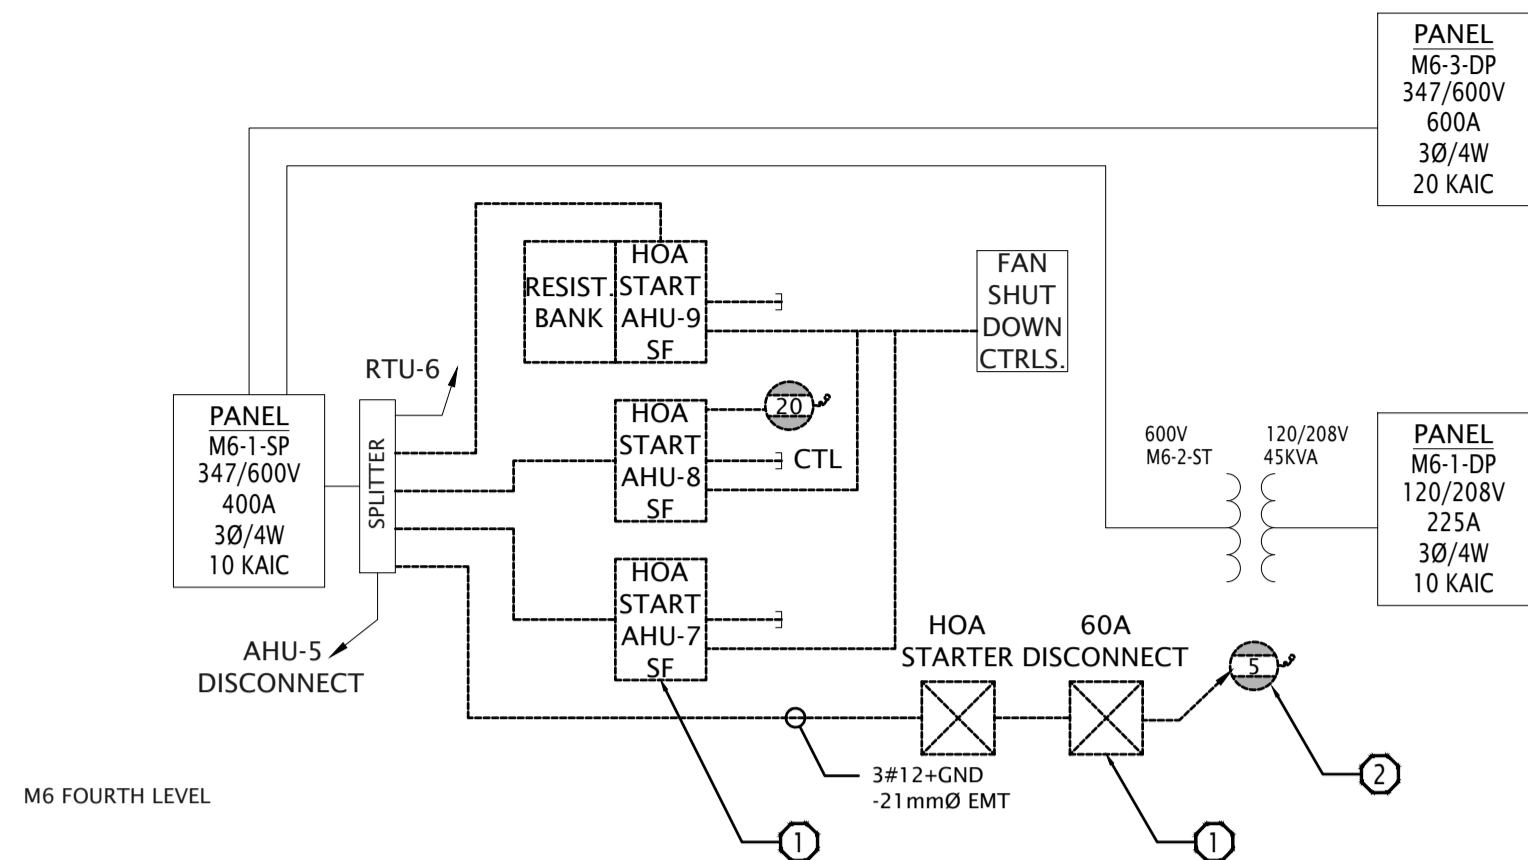 PANEL
M6-3-DP
347/600V
600A
3Ø/4W
20 KAIC
HOA
START
AHU-9
SF
RESIST.
BANK
FAN
SHUT
DOWN
CTRLS.
RTU-6
PANEL
M6-1-SP
347/600V
400A
3Ø/4W
10 KAIC
SPLITTER
HOA
START
AHU-8
SF
20
CTL
600V
M6-2-ST
120/208V
45KVA
PANEL
M6-1-DP
120/208V
225A
3Ø/4W
10 KAIC
HOA
START
AHU-7
SF
AHU-5
DISCONNECT
HOA
STARTER
60A
DISCONNECT
5
3#12+GND
-21mmØ EMT
2
M6 FOURTH LEVEL
1
1